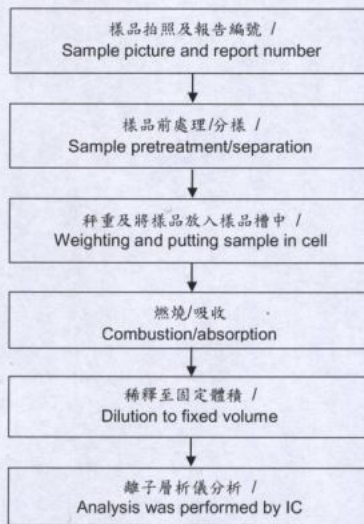 樣品拍照及報告編號 /
Sample picture and report number
樣品前處理/分樣 /
Sample pretreatment/separation
秤重及將樣品放入樣品槽中 /
Weighting and putting sample in cell
燃燒/吸收
Combustion/absorption
稀釋至固定體積 /
Dilution to fixed volume
離子層析儀分析 /
Analysis was performed by IC